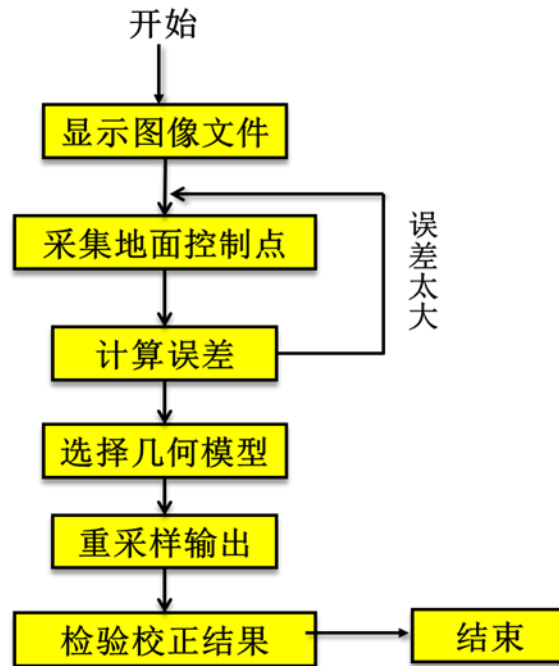 开始
显示图像文件
采集地面控制点
误差太大
计算误差
选择几何模型
重采样输出
检验校正结果
结束